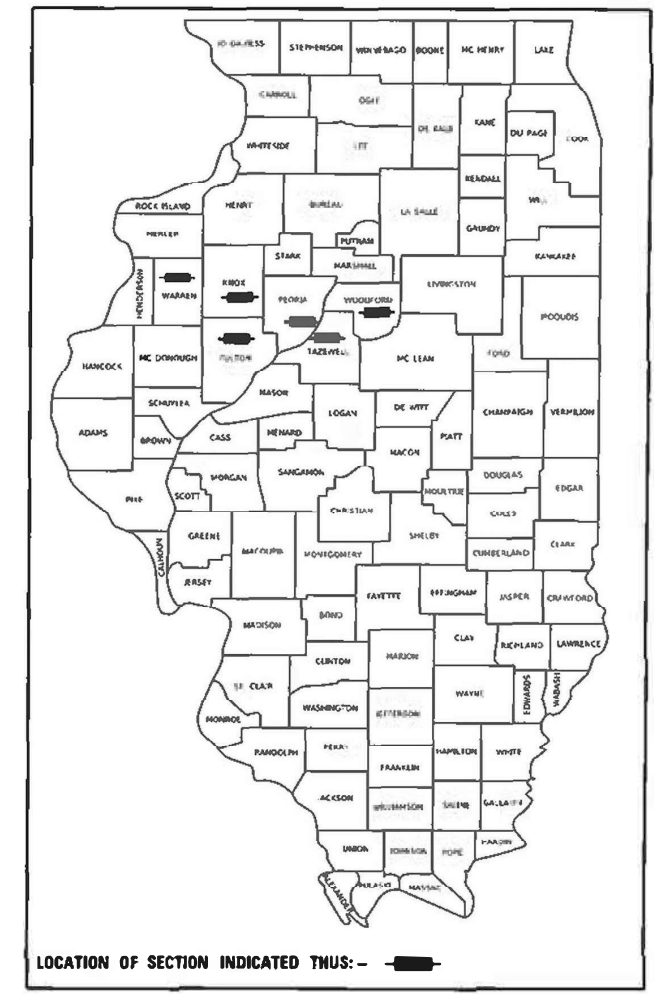 JO DAVIESS STEPHENSON WINNEBAGO BOONE MC HENRY LAKE
CARROLL OGLE DE KALB KANE DU PAGE COOK
WHITESIDE LEE
KENDALL WILL
ROCK ISLAND HENRY BUREAU LA SALLE GRUNDY
MERCER PUTNAM
STARK MARSHALL KANKAKEE
HENDERSON WARREN KNOX PEORIA WOODFORD LIVINGSTON IROQUOIS
HANCOCK MC DONOUGH FULTON TAZEWELL MC LEAN FORD
SCHUYLER MASON LOGAN DE WITT CHAMPAIGN VERMILION
ADAMS BROWN CASS MENARD MACON PIATT
PIKE SCOTT MORGAN SANGAMON MOULTRIE DOUGLAS EDGAR
CHRISTIAN COLES
CALHOUN GREENE MACOUPIN MONTGOMERY SHELBY CUMBERLAND CLARK
JERSEY FAYETTE EFFINGHAM JASPER CRAWFORD
MADISON BOND
CLINTON MARION CLAY RICHLAND LAWRENCE
ST. CLAIR WASHINGTON JEFFERSON WAYNE EDWARDS WABASH
MONROE
RANDOLPH PERRY FRANKLIN HAMILTON WHITE
JACKSON WILLIAMSON SALINE GALLATIN
UNION JOHNSON POPE HARDIN
ALEXANDER PULASKI MASSAC
LOCATION OF SECTION INDICATED THUS:–